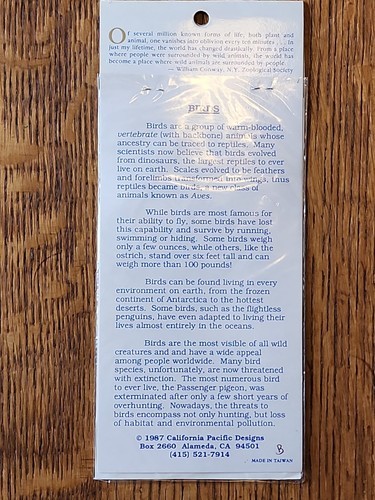 Of several million known forms of life, both plant and
animal, one vanishes into oblivion every ten minutes . . . In
just my lifetime, the world has changed drastically. From a place
where people were surrounded by wild animals, the world has
become a place where wild animals are surrounded by people.
— William Conway, N.Y. Zoological Society
BIRDS
Birds are a group of warm-blooded,
vertebrate (with backbone) animals whose
ancestry can be traced to reptiles. Many
scientists now believe that birds evolved
from dinosaurs, the largest reptiles to ever
live on earth. Scales evolved to be feathers
and forelimbs transformed into wings, thus
reptiles became birds, a new class of
animals known as Aves.
While birds are most famous for
their ability to fly, some birds have lost
this capability and survive by running,
swimming or hiding. Some birds weigh
only a few ounces, while others, like the
ostrich, stand over six feet tall and can
weigh more than 100 pounds!
Birds can be found living in every
environment on earth, from the frozen
continent of Antarctica to the hottest
deserts. Some birds, such as the flightless
penguins, have even adapted to living their
lives almost entirely in the oceans.
Birds are the most visible of all wild
creatures and and have a wide appeal
among people worldwide. Many bird
species, unfortunately, are now threatened
with extinction. The most numerous bird
to ever live, the Passenger pigeon, was
exterminated after only a few short years of
overhunting. Nowadays, the threats to
birds encompass not only hunting, but loss
of habitat and environmental pollution.
© 1987 California Pacific Designs
Box 2660 Alameda, CA 94501
(415) 521-7914
B
MADE IN TAIWAN